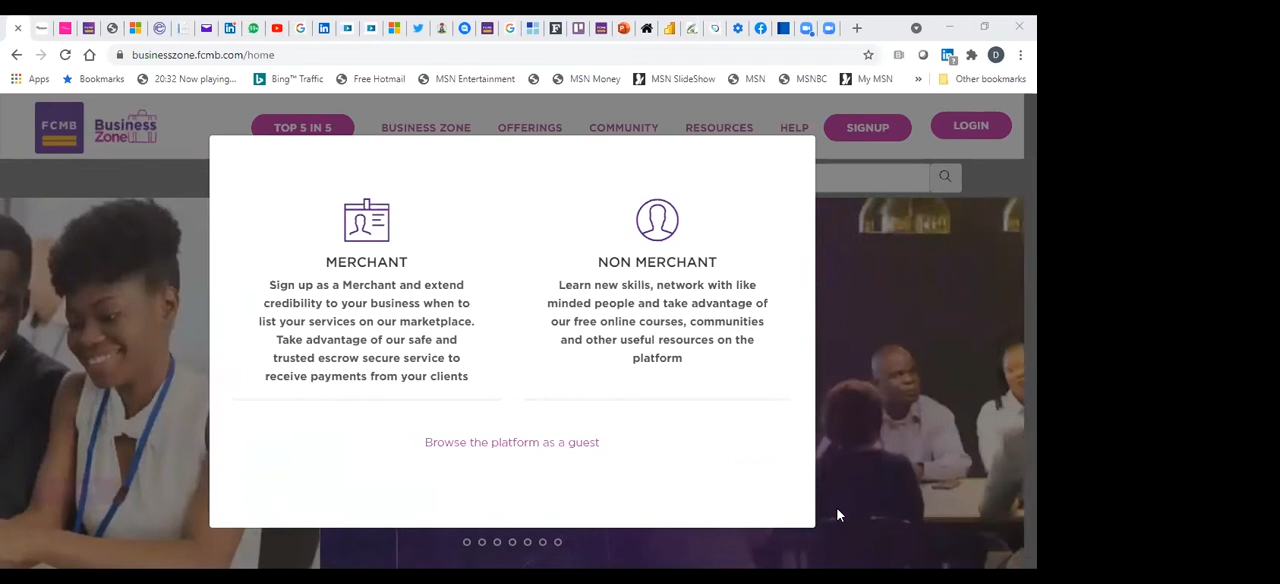 businesszone.fcmb.com/home
D
Apps Bookmarks 20:32 Now playing... Bing™ Traffic Free Hotmail MSN Entertainment MSN Money MSN SlideShow MSN MSNBC My MSN » Other bookmarks
FCMB Business Zone TOP 5 IN 5 BUSINESS ZONE OFFERINGS COMMUNITY RESOURCES HELP SIGNUP LOGIN
MERCHANT
Sign up as a Merchant and extend
credibility to your business when to
list your services on our marketplace.
Take advantage of our safe and
trusted escrow secure service to
receive payments from your clients
NON MERCHANT
Learn new skills, network with like
minded people and take advantage of
our free online courses, communities
and other useful resources on the
platform
Browse the platform as a guest